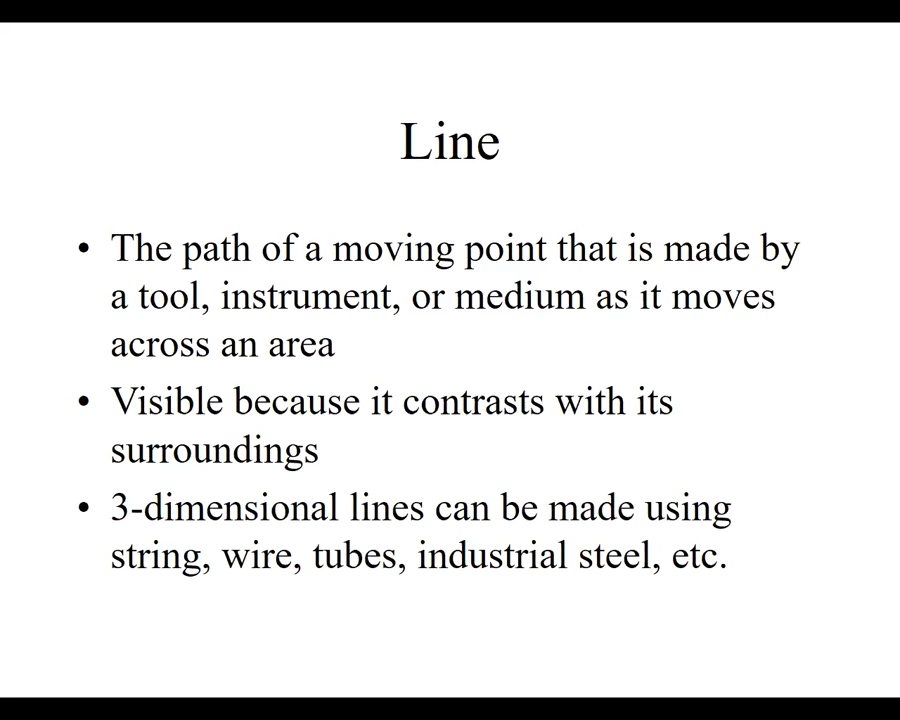 Line
• The path of a moving point that is made by
a tool, instrument, or medium as it moves
across an area
• Visible because it contrasts with its
surroundings
• 3-dimensional lines can be made using
string, wire, tubes, industrial steel, etc.